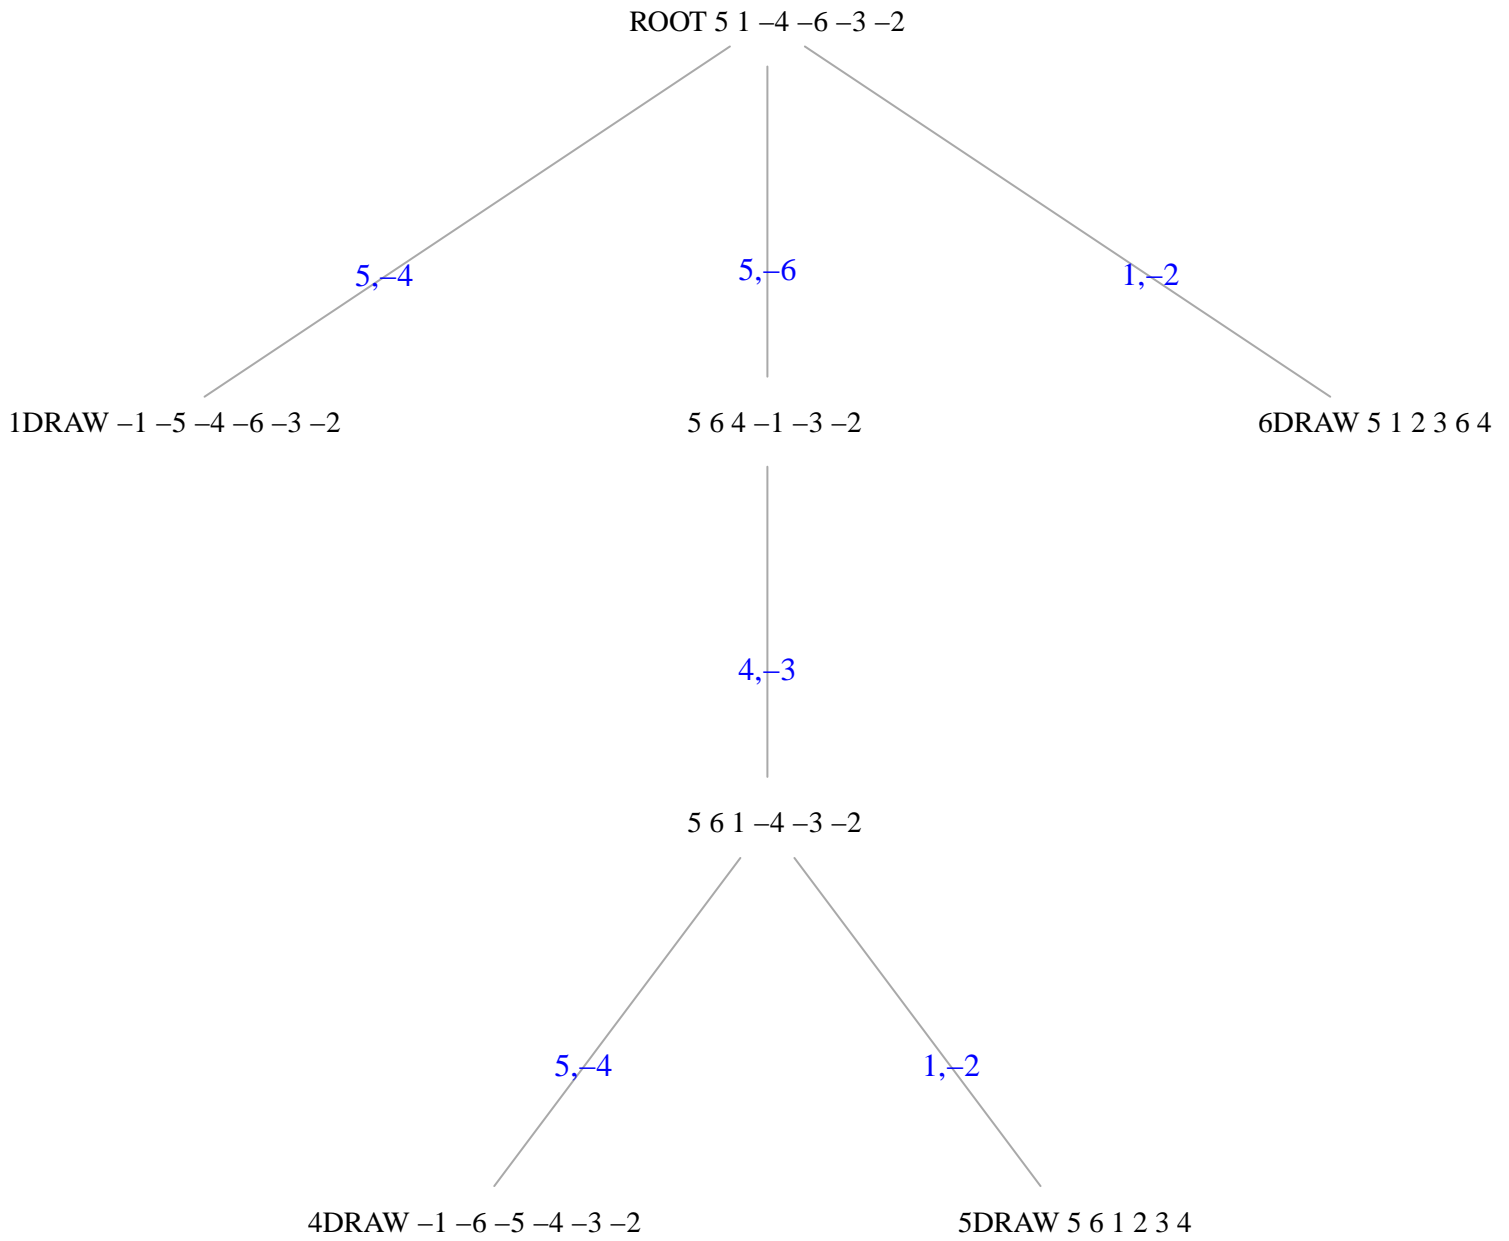 ROOT 5 1 –4 –6 –3 –2
5,–4
5,–6
1,–2
1DRAW –1 –5 –4 –6 –3 –2
5 6 4 –1 –3 –2
6DRAW 5 1 2 3 6 4
4,–3
5 6 1 –4 –3 –2
5,–4
1,–2
4DRAW –1 –6 –5 –4 –3 –2
5DRAW 5 6 1 2 3 4